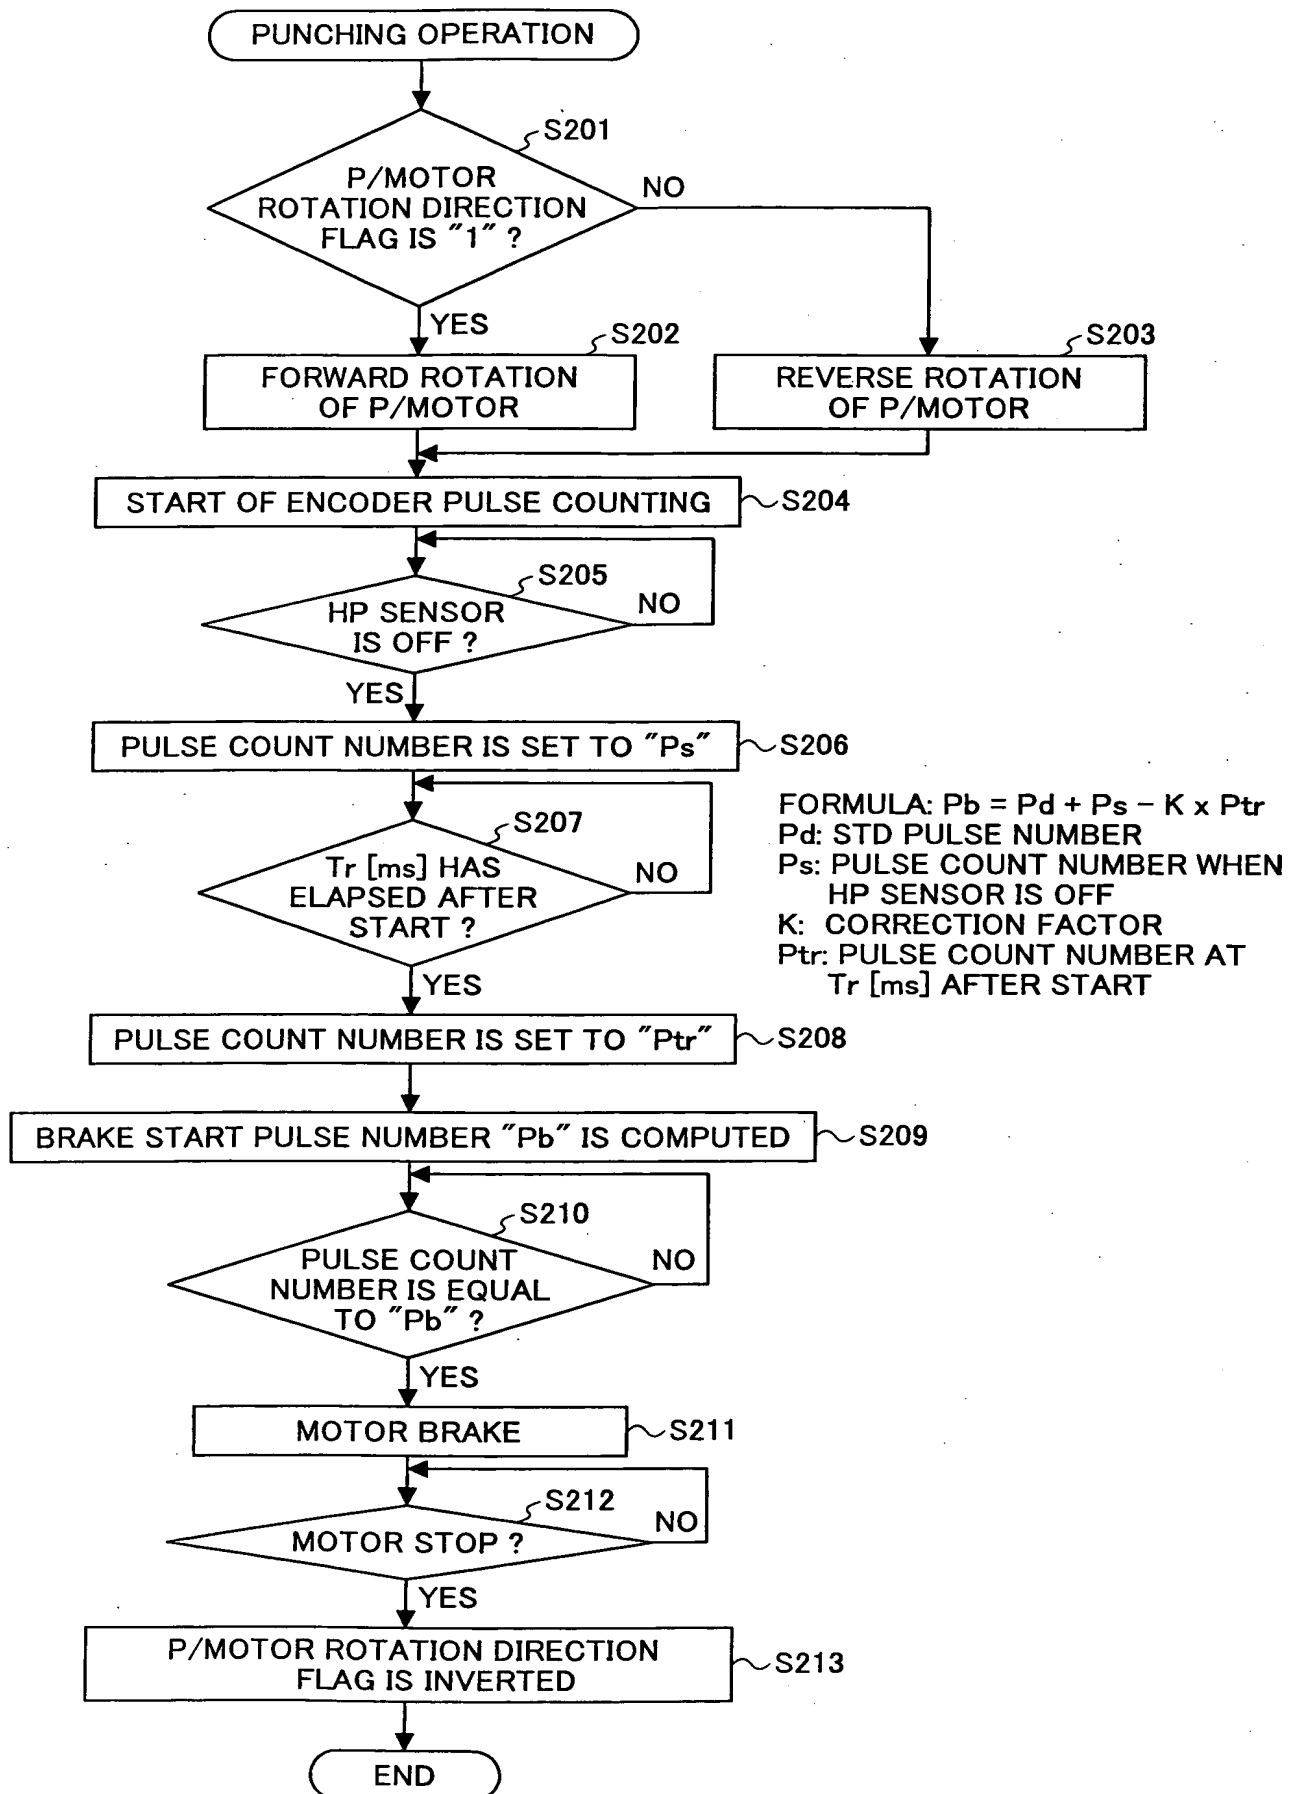 PUNCHING OPERATION
S201
P/MOTOR
ROTATION DIRECTION
FLAG IS "1" ?
NO
YES
S202
FORWARD ROTATION
OF P/MOTOR
S203
REVERSE ROTATION
OF P/MOTOR
START OF ENCODER PULSE COUNTING
S204
S205
HP SENSOR
IS OFF ?
NO
YES
PULSE COUNT NUMBER IS SET TO "Ps"
S206
S207
Tr [ms] HAS
ELAPSED AFTER
START ?
NO
YES
FORMULA: Pb = Pd + Ps − K x Ptr
Pd: STD PULSE NUMBER
Ps: PULSE COUNT NUMBER WHEN
HP SENSOR IS OFF
K: CORRECTION FACTOR
Ptr: PULSE COUNT NUMBER AT
Tr [ms] AFTER START
PULSE COUNT NUMBER IS SET TO "Ptr"
S208
BRAKE START PULSE NUMBER "Pb" IS COMPUTED
S209
S210
PULSE COUNT
NUMBER IS EQUAL
TO "Pb" ?
NO
YES
MOTOR BRAKE
S211
S212
MOTOR STOP ?
NO
YES
P/MOTOR ROTATION DIRECTION
FLAG IS INVERTED
S213
END